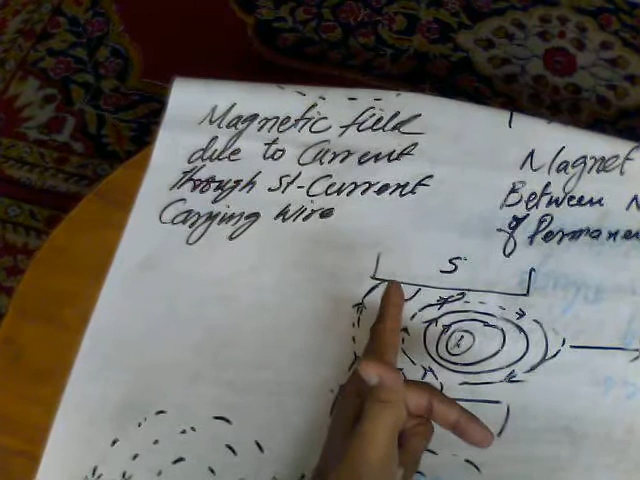 Magnetic field
due to Current
through St-Current
Carrying wire
Magnet
Between
of Permane
S
x